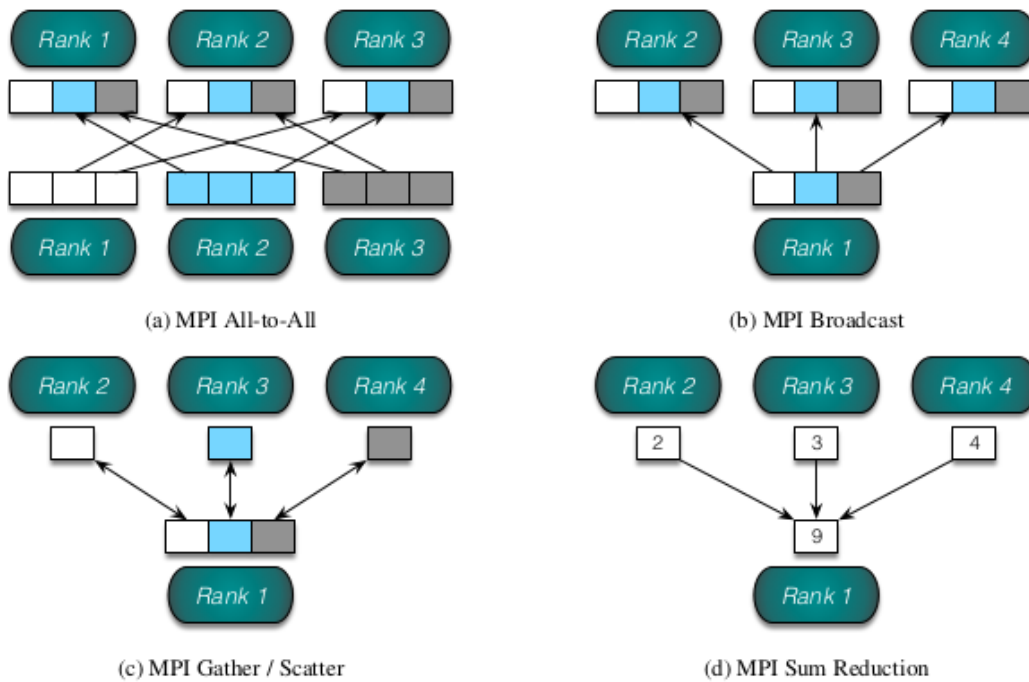 Rank 1 Rank 2 Rank 3
Rank 1 Rank 2 Rank 3
(a) MPI All-to-All
Rank 2 Rank 3 Rank 4
Rank 1
(b) MPI Broadcast
Rank 2 Rank 3 Rank 4
Rank 1
(c) MPI Gather / Scatter
Rank 2 Rank 3 Rank 4
2 3 4
9
Rank 1
(d) MPI Sum Reduction